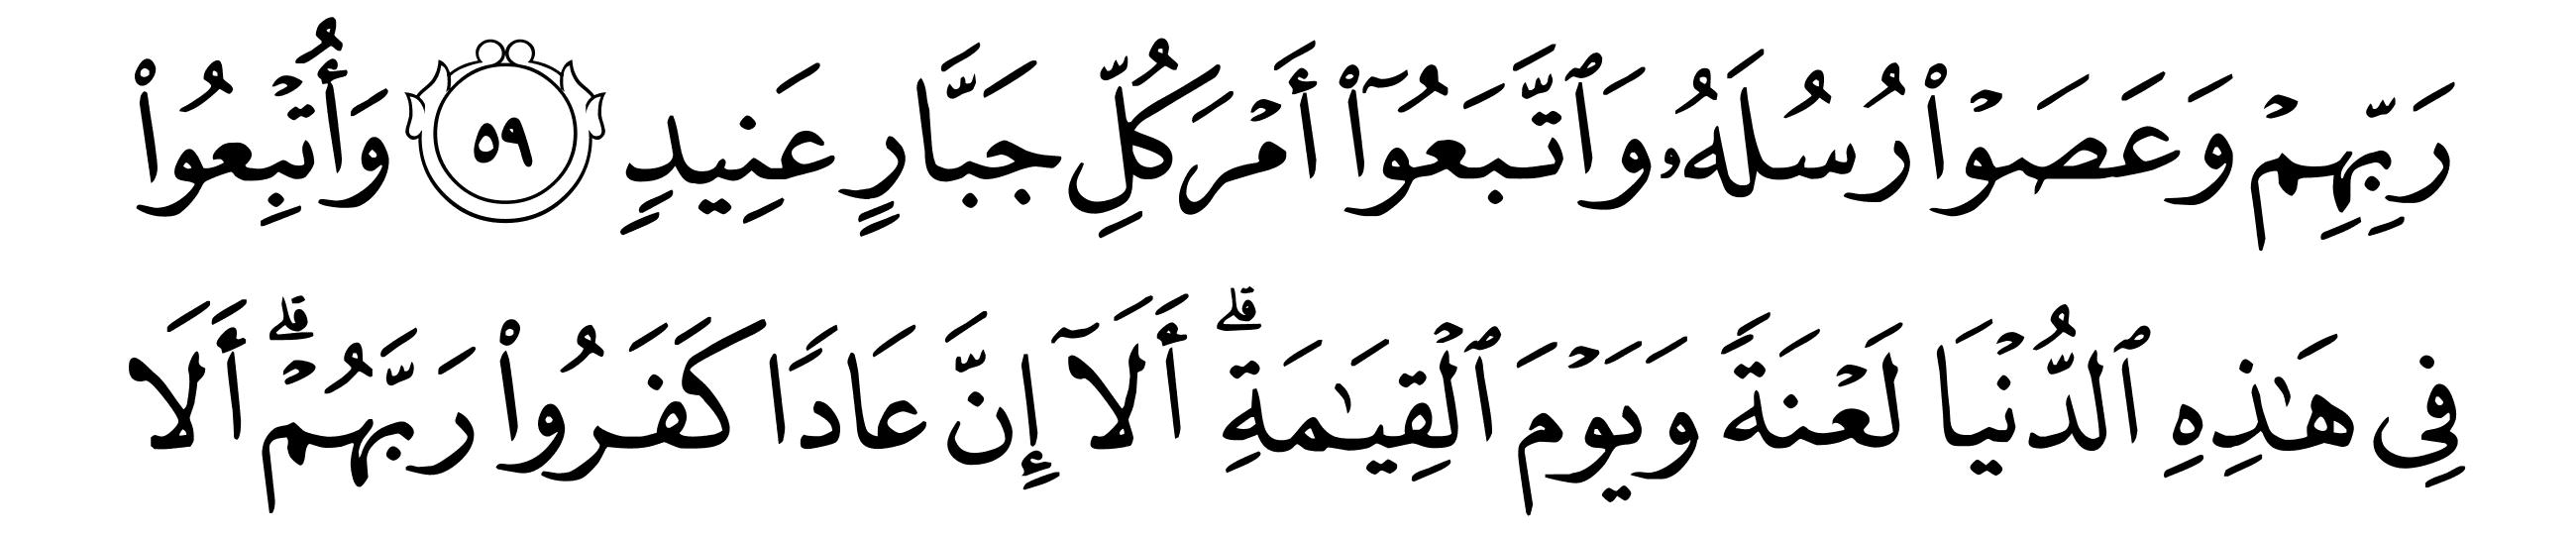 رَبِّهِمۡ وَعَصَوۡاْ رُسُلَهُۥ وَٱتَّبَعُوٓاْ أَمۡرَ كُلِّ جَبَّارٍ عَنِيدٖ ٥٩ وَأُتۡبِعُواْ
فِي هَٰذِهِ ٱلدُّنۡيَا لَعۡنَةٗ وَيَوۡمَ ٱلۡقِيَٰمَةِۗ أَلَآ إِنَّ عَادٗا كَفَرُواْ رَبَّهُمۡۗ أَلَا